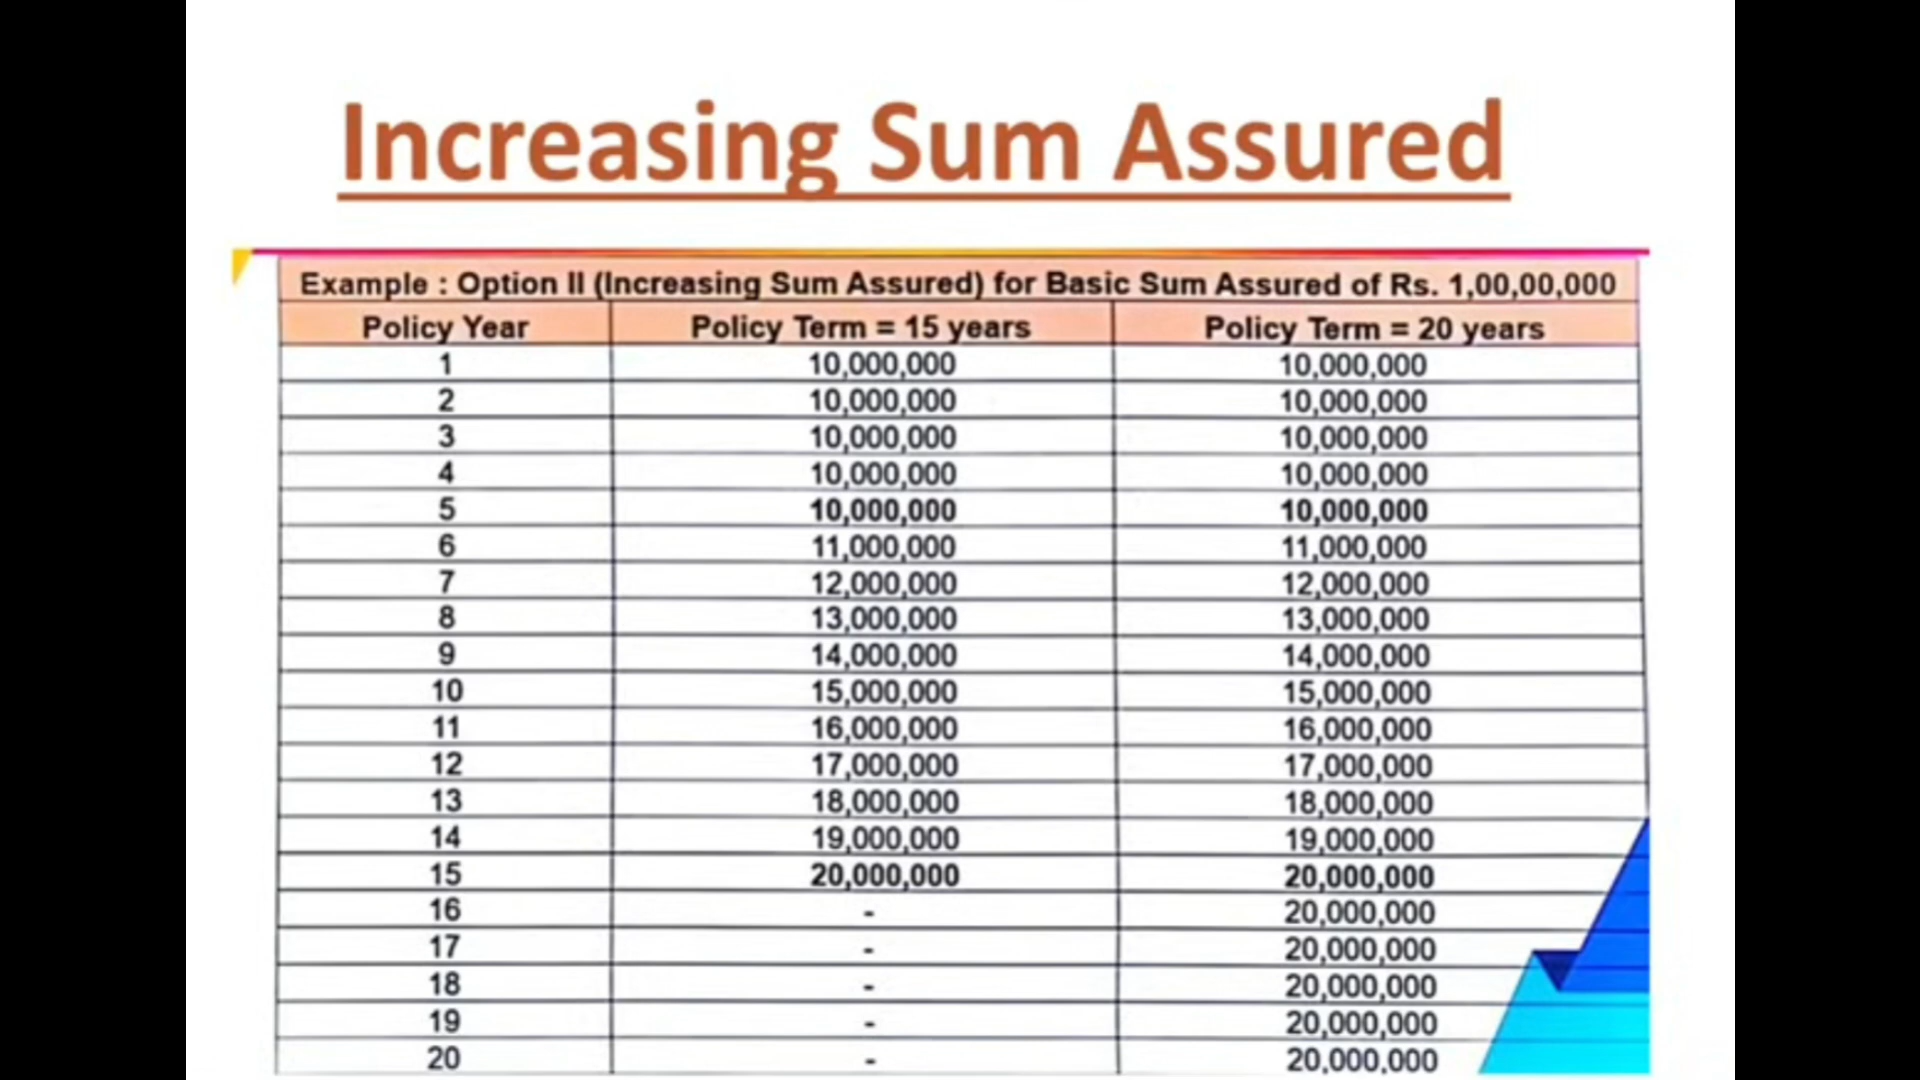 Increasing Sum Assured
Example : Option II (Increasing Sum Assured) for Basic Sum Assured of Rs. 1,00,00,000
Policy Year Policy Term = 15 years Policy Term = 20 years
1 10,000,000 10,000,000
2 10,000,000 10,000,000
3 10,000,000 10,000,000
4 10,000,000 10,000,000
5 10,000,000 10,000,000
6 11,000,000 11,000,000
7 12,000,000 12,000,000
8 13,000,000 13,000,000
9 14,000,000 14,000,000
10 15,000,000 15,000,000
11 16,000,000 16,000,000
12 17,000,000 17,000,000
13 18,000,000 18,000,000
14 19,000,000 19,000,000
15 20,000,000 20,000,000
16 - 20,000,000
17 - 20,000,000
18 - 20,000,000
19 - 20,000,000
20 - 20,000,000